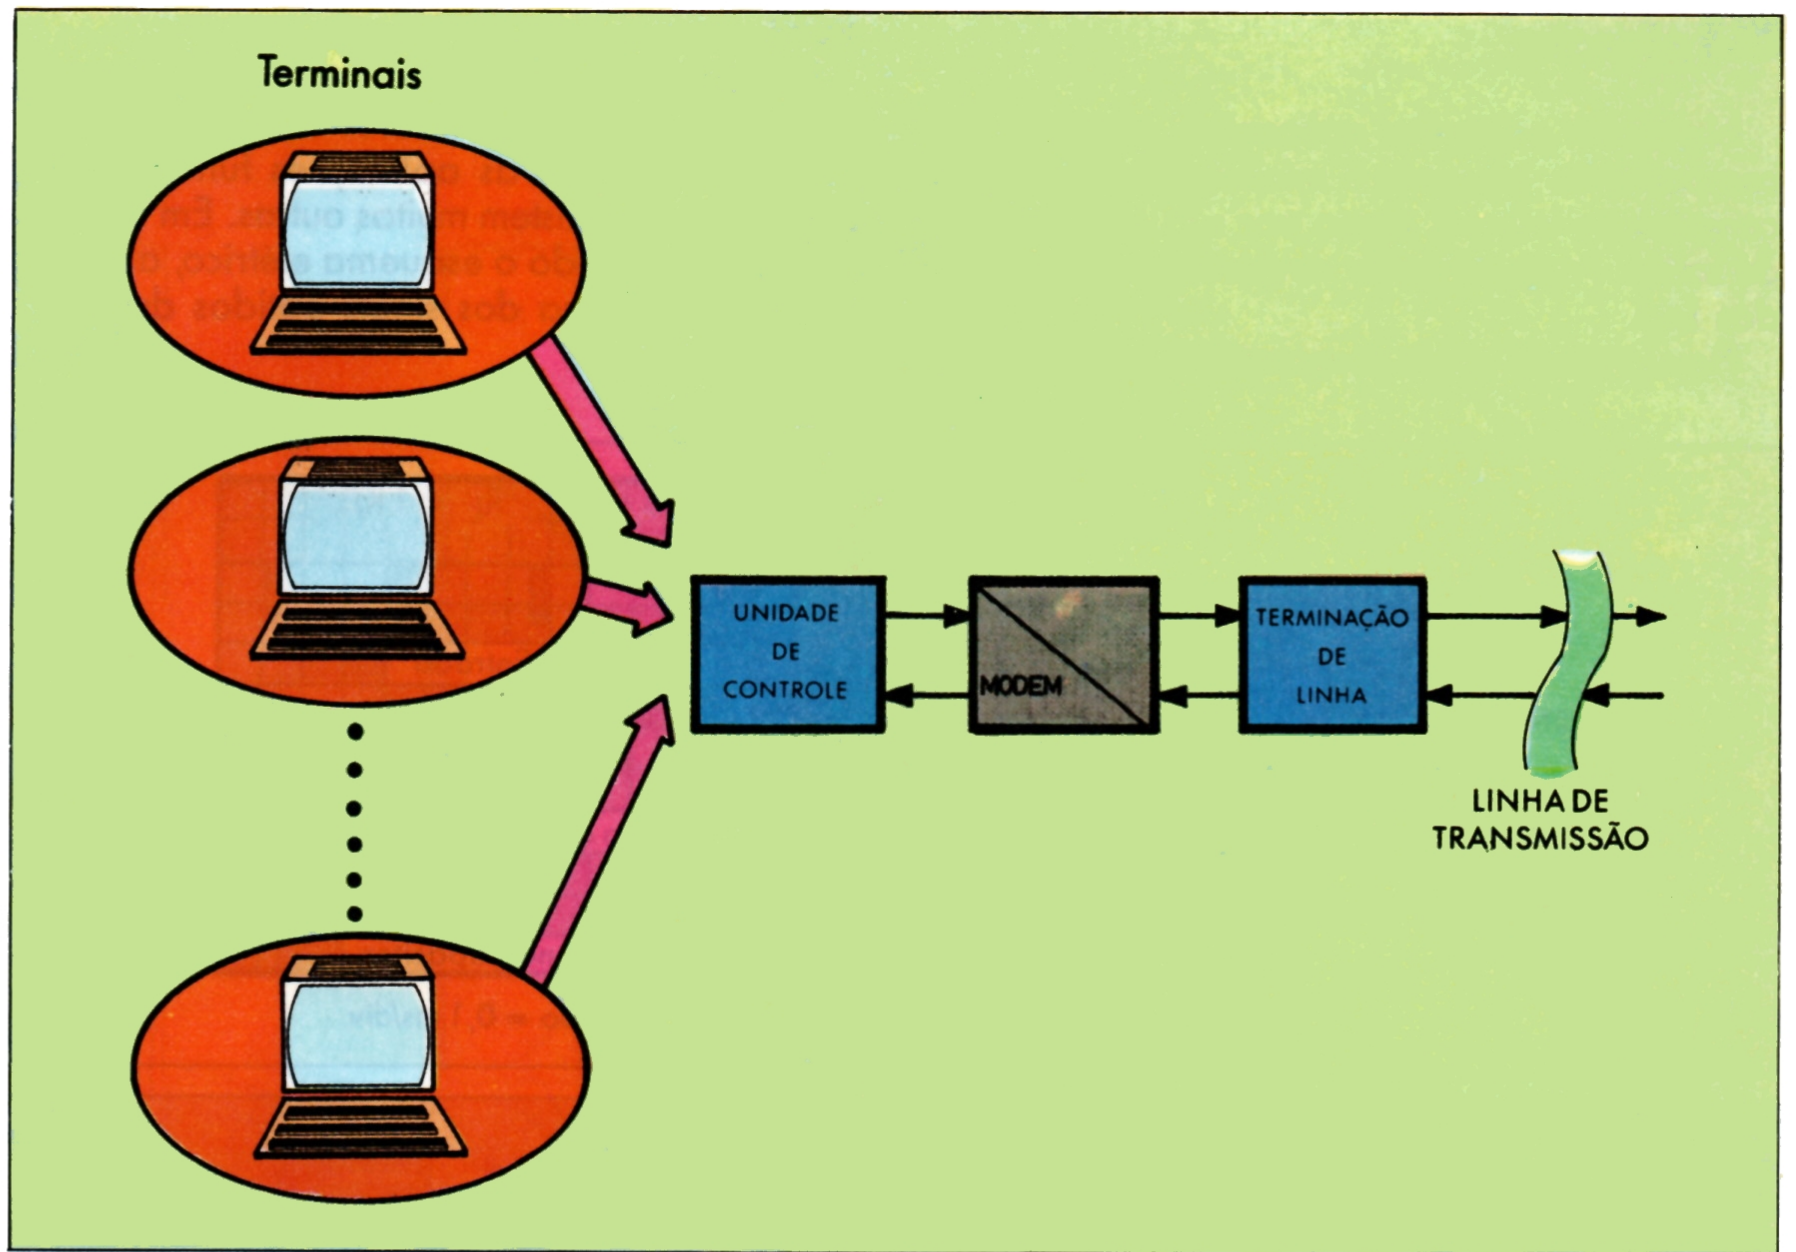 Terminais
UNIDADE
DE
CONTROLE
MODEM
TERMINAÇÃO
DE
LINHA
LINHA DE
TRANSMISSÃO